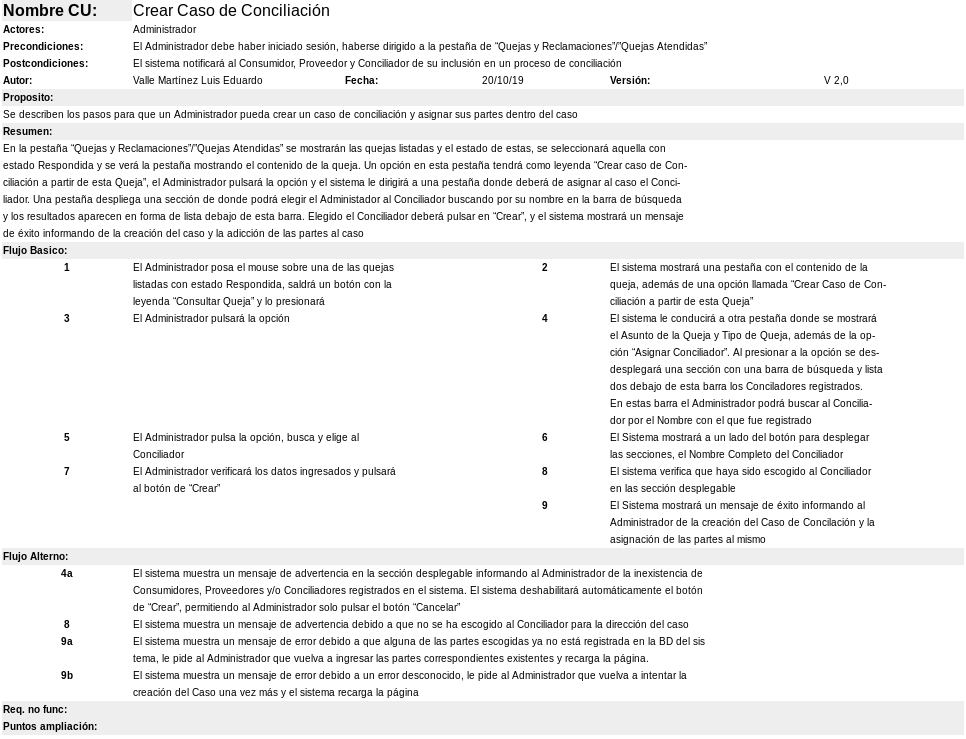 Nombre CU: Crear Caso de Conciliación
Actores: Administrador
Precondiciones: El Administrador debe haber iniciado sesión, haberse dirigido a la pestaña de “Quejas y Reclamaciones”/”Quejas Atendidas”
Postcondiciones: El sistema notificará al Consumidor, Proveedor y Conciliador de su inclusión en un proceso de conciliación
Autor: Valle Martínez Luis Eduardo Fecha: 20/10/19 Versión: V 2,0
Proposito:
Se describen los pasos para que un Administrador pueda crear un caso de conciliación y asignar sus partes dentro del caso
Resumen:
En la pestaña “Quejas y Reclamaciones”/”Quejas Atendidas” se mostrarán las quejas listadas y el estado de estas, se seleccionará aquella con
estado Respondida y se verá la pestaña mostrando el contenido de la queja. Un opción en esta pestaña tendrá como leyenda “Crear caso de Con-
ciliación a partir de esta Queja”, el Administrador pulsará la opción y el sistema le dirigirá a una pestaña donde deberá de asignar al caso el Conci-
liador. Una pestaña despliega una sección de donde podrá elegir el Administador al Conciliador buscando por su nombre en la barra de búsqueda
y los resultados aparecen en forma de lista debajo de esta barra. Elegido el Conciliador deberá pulsar en “Crear”, y el sistema mostrará un mensaje
de éxito informando de la creación del caso y la adicción de las partes al caso
Flujo Basico:
1 El Administrador posa el mouse sobre una de las quejas
listadas con estado Respondida, saldrá un botón con la
leyenda “Consultar Queja” y lo presionará
2 El sistema mostrará una pestaña con el contenido de la
queja, además de una opción llamada “Crear Caso de Con-
ciliación a partir de esta Queja”
3 El Administrador pulsará la opción
4 El sistema le conducirá a otra pestaña donde se mostrará
el Asunto de la Queja y Tipo de Queja, además de la op-
ción “Asignar Conciliador”. Al presionar a la opción se des-
desplegará una sección con una barra de búsqueda y lista
dos debajo de esta barra los Conciladores registrados.
En estas barra el Administrador podrá buscar al Concilia-
dor por el Nombre con el que fue registrado
5 El Administrador pulsa la opción, busca y elige al
Conciliador
6 El Sistema mostrará a un lado del botón para desplegar
las secciones, el Nombre Completo del Conciliador
7 El Administrador verificará los datos ingresados y pulsará
al botón de “Crear”
8 El sistema verifica que haya sido escogido al Conciliador
en las sección desplegable
9 El Sistema mostrará un mensaje de éxito informando al
Administrador de la creación del Caso de Concilación y la
asignación de las partes al mismo
Flujo Alterno:
4a El sistema muestra un mensaje de advertencia en la sección desplegable informando al Administrador de la inexistencia de
Consumidores, Proveedores y/o Conciliadores registrados en el sistema. El sistema deshabilitará automáticamente el botón
de “Crear”, permitiendo al Administrador solo pulsar el botón “Cancelar”
8 El sistema muestra un mensaje de advertencia debido a que no se ha escogido al Conciliador para la dirección del caso
9a El sistema muestra un mensaje de error debido a que alguna de las partes escogidas ya no está registrada en la BD del sis
tema, le pide al Administrador que vuelva a ingresar las partes correspondientes existentes y recarga la página.
9b El sistema muestra un mensaje de error debido a un error desconocido, le pide al Administrador que vuelva a intentar la
creación del Caso una vez más y el sistema recarga la página
Req. no func:
Puntos ampliación: